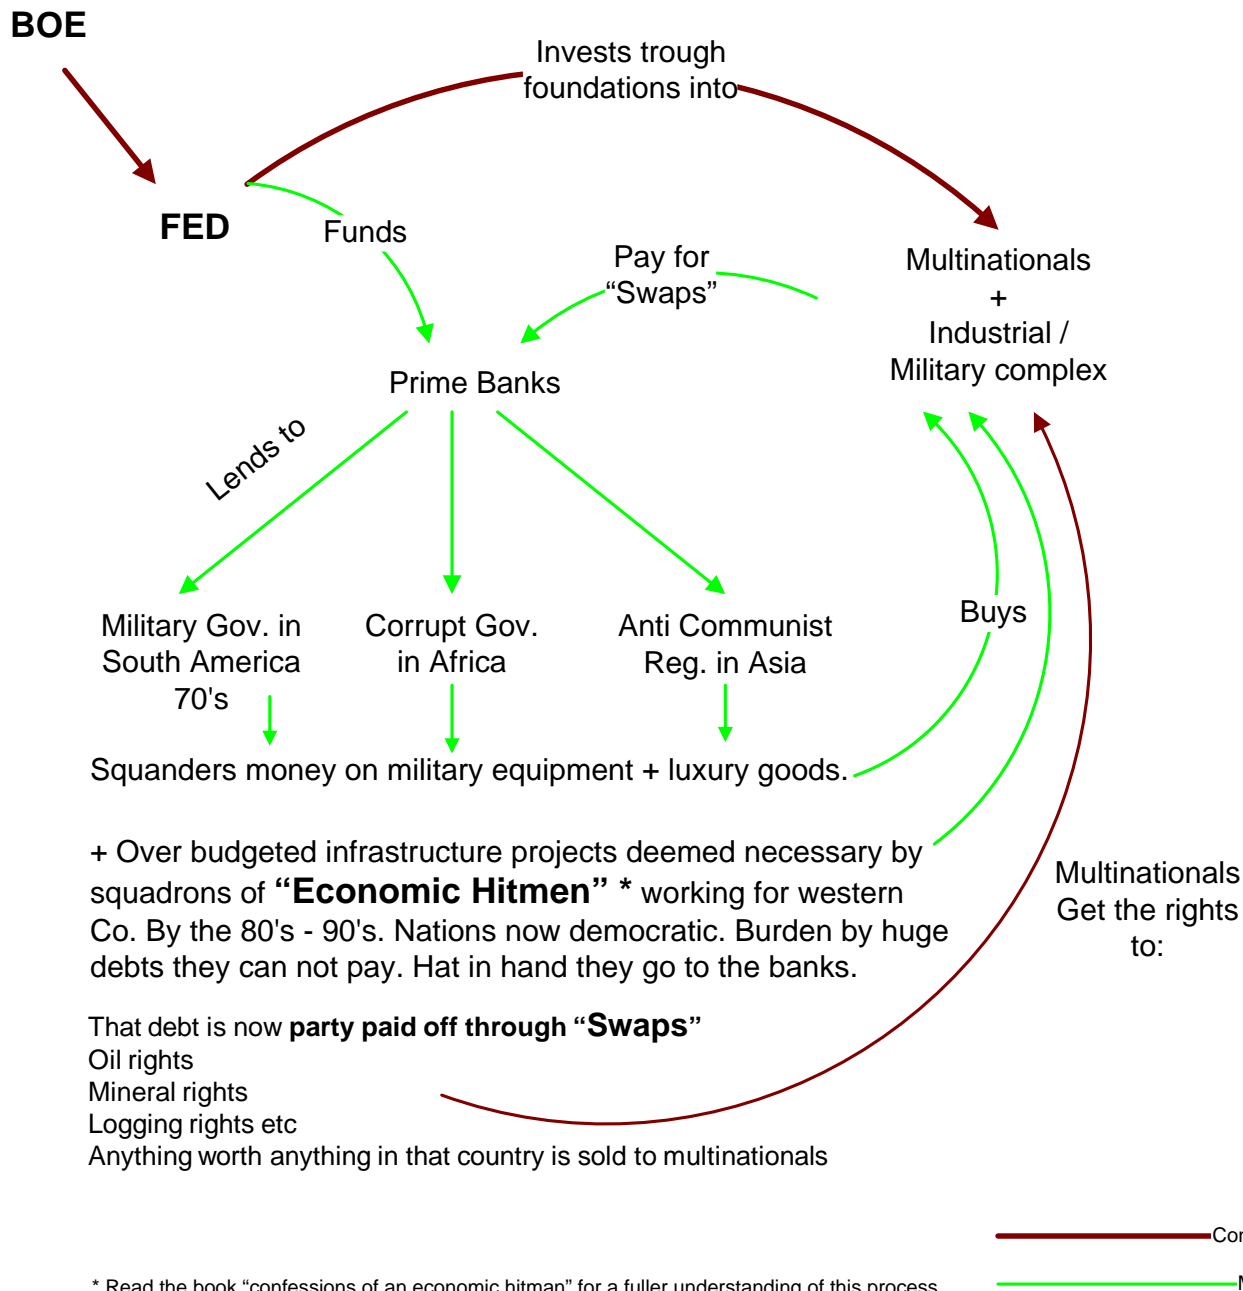 BOE
Invests trough
foundations into
FED
Funds
Pay for
“Swaps”
Multinationals
+
Industrial /
Military complex
Prime Banks
Lends to
Military Gov. in
South America
70's
Corrupt Gov.
in Africa
Anti Communist
Reg. in Asia
Buys
Squanders money on military equipment + luxury goods.
+ Over budgeted infrastructure projects deemed necessary by
squadrons of “Economic Hitmen” * working for western
Co. By the 80's - 90's. Nations now democratic. Burden by huge
debts they can not pay. Hat in hand they go to the banks.
Multinationals
Get the rights
to:
That debt is now party paid off through “Swaps”
Oil rights
Mineral rights
Logging rights etc
Anything worth anything in that country is sold to multinationals
* Read the book “confessions of an economic hitman” for a fuller understanding of this process